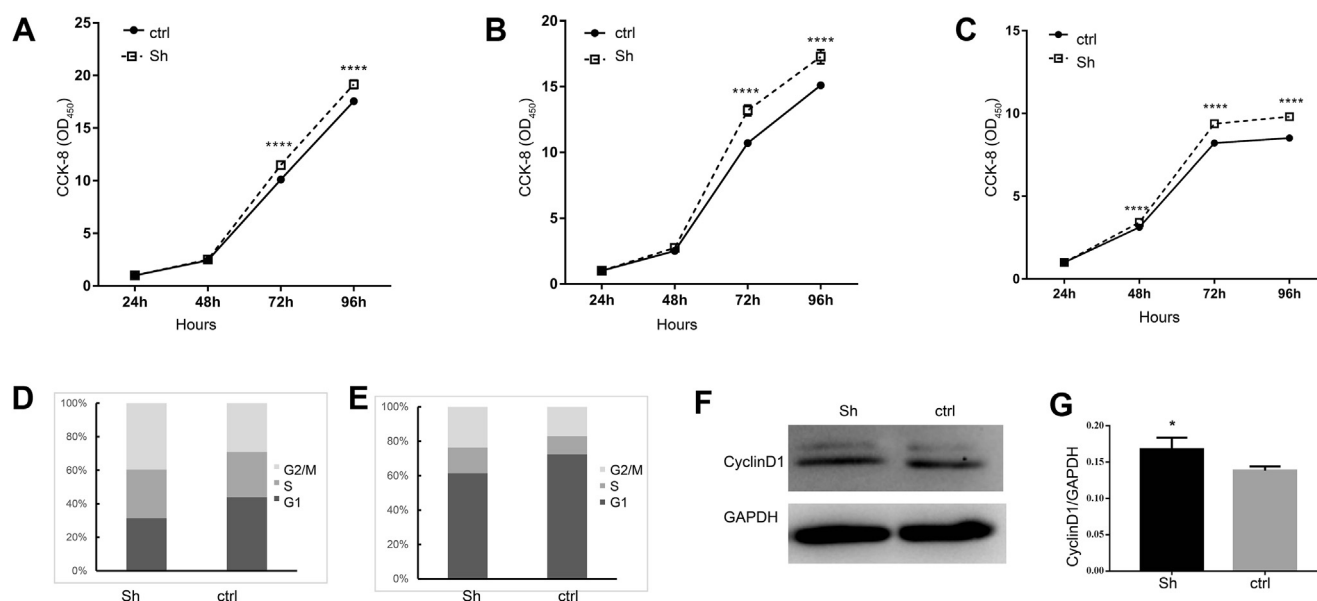 A
CCK-8 (OD450)
25
20
15
10
5
0
ctrl
Sh
****
****
24h 48h 72h 96h
Hours
B
CCK-8 (OD450)
20
15
10
5
0
ctrl
Sh
****
****
24h 48h 72h 96h
Hours
C
CCK-8 (OD450)
15
10
5
0
ctrl
Sh
****
****
****
24h 48h 72h 96h
Hours
D
100%
80%
60%
40%
20%
0%
G2/M
S
G1
Sh ctrl
E
100%
80%
60%
40%
20%
0%
G2/M
S
G1
Sh ctrl
F
Sh ctrl
CyclinD1
GAPDH
G
CyclinD1/GAPDH
0.20
0.15
0.10
0.05
0.00
*
Sh ctrl